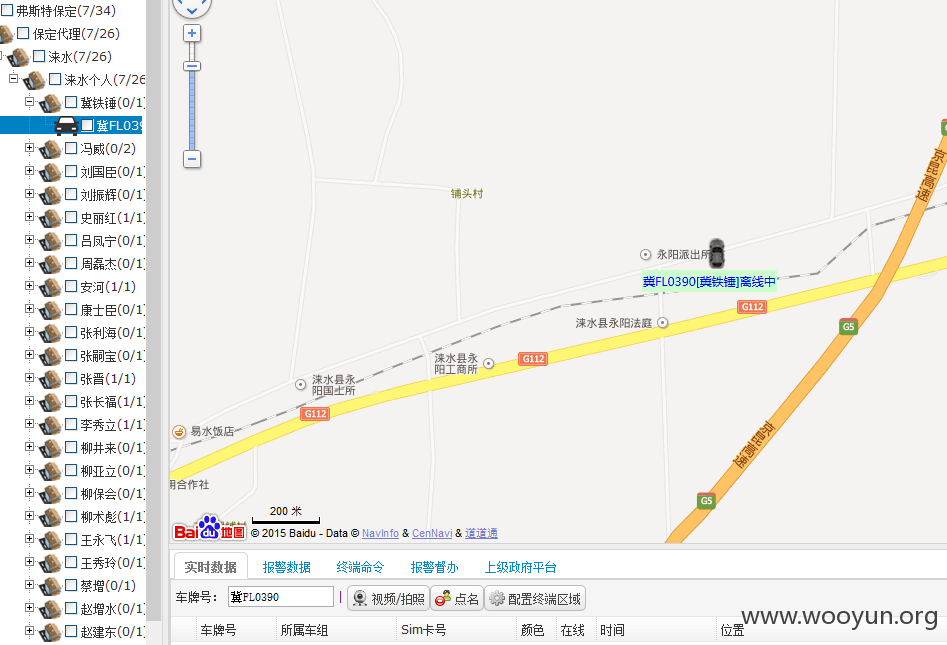 弗斯特保定(7/34)
保定代理(7/26)
涞水(7/26)
涞水个人(7/26
冀铁锤(0/1)
冀FL039
冯威(0/2)
刘国臣(0/1)
刘振辉(0/1)
史丽红(1/1)
吕凤宁(0/1)
周磊杰(0/1)
安河(1/1)
康士臣(0/1)
张利海(0/1)
张嗣宝(0/1)
张晋(1/1)
张长福(1/1)
李秀立(1/1)
柳井来(0/1)
柳亚立(0/1)
柳保会(0/1)
柳术彪(1/1)
王永飞(1/1)
王秀玲(0/1)
蔡增(0/1)
赵增水(0/1)
赵建东(0/1)
铺头村
京昆高速
永阳派出所
冀FL0390[冀铁锤]离线中
G112
涞水县永阳法庭
G5
涞水县永
阳工商所
G112
涞水县永
阳国土所
G112
易水饭店
京昆高速
用合作社
G5
200 米
Bai du 地图
© 2015 Baidu - Data © NavInfo & CenNavi & 道道通
实时数据 报警数据 终端命令 报警督办 上级政府平台
车牌号： 冀FL0390 视频/拍照 点名 配置终端区域
www.wooyun.org
车牌号 所属车组 Sim卡号 颜色 在线 时间 位置